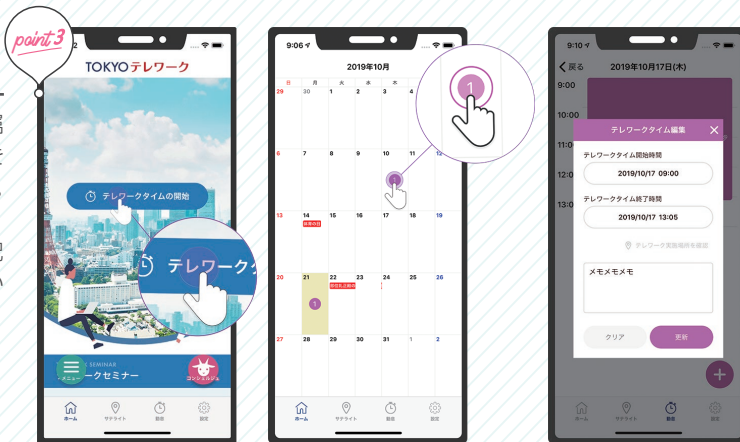 point 3
2
TOKYOテレワーク
テレワークタイムの開始
テレワーク
SEMINAR
ークセミナー
メニュー
コンシェルジュ
ホーム
サテライト
勤怠
設定
9:06
2019年10月
日 月 火 水 木
29 30 1 2 3 4
1
6 7 8 9 10 11 12
1
13 14 15 16 17 18 19
体育の日
20 21 22 23 24 25 26
1
27 28 29 30 31 1 2
ホーム
サテライト
勤怠
設定
9:10
戻る
2019年10月17日(木)
9:00
10:00
11:0
12:0
13:0
テレワークタイム編集
テレワークタイム開始時間
2019/10/17 09:00
テレワークタイム終了時間
2019/10/17 13:05
テレワーク実施場所を確認
メモメモメモ
クリア
更新
ホーム
サテライト
勤怠
設定